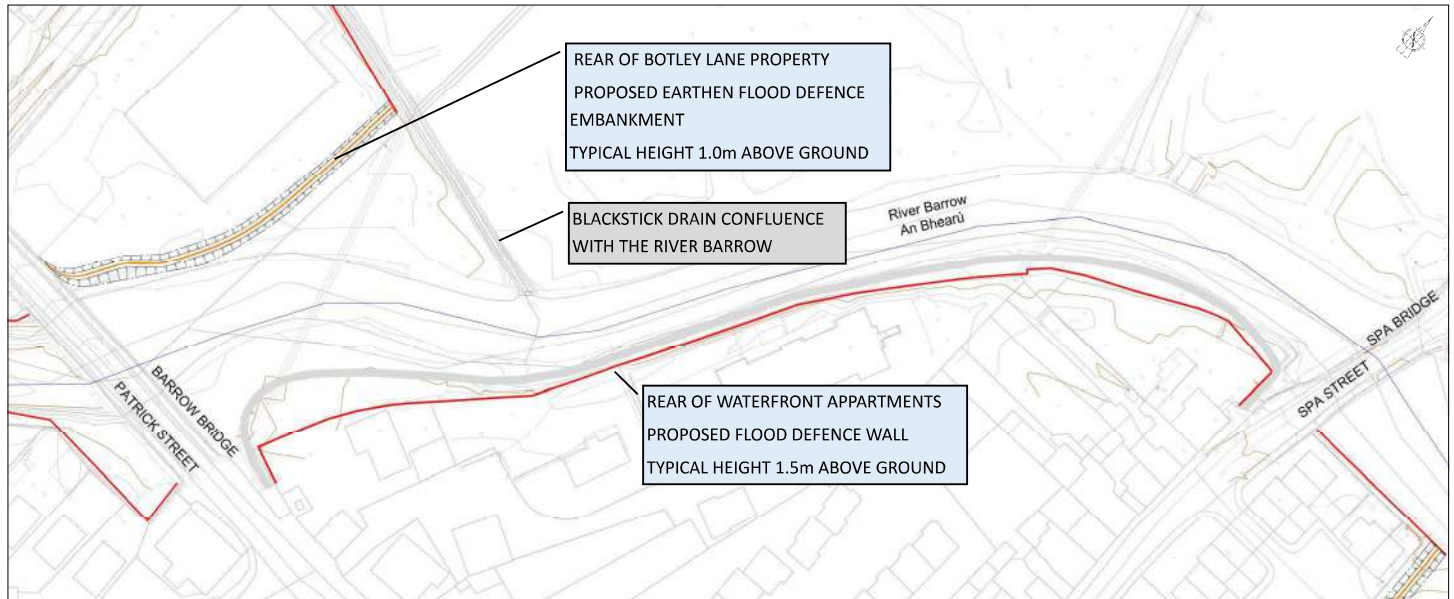 REAR OF BOTLEY LANE PROPERTY
PROPOSED EARTHEN FLOOD DEFENCE
EMBANKMENT
TYPICAL HEIGHT 1.0m ABOVE GROUND
BLACKSTICK DRAIN CONFLUENCE
WITH THE RIVER BARROW
River Barrow
An Bhearú
SPA BRIDGE
SPA STREET
BARROW BRIDGE
PATRICK STREET
REAR OF WATERFRONT APPARTMENTS
PROPOSED FLOOD DEFENCE WALL
TYPICAL HEIGHT 1.5m ABOVE GROUND